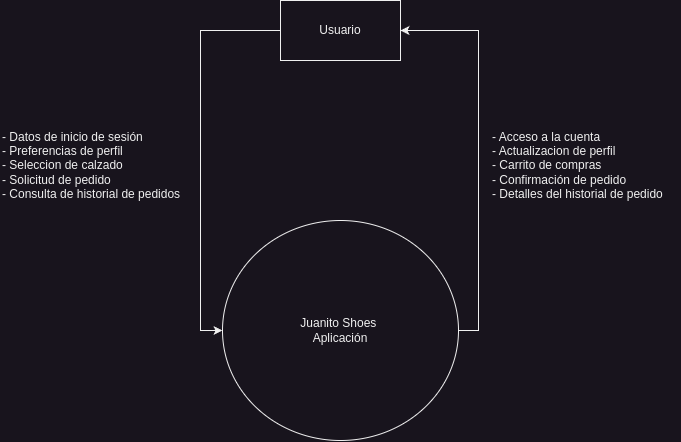 Usuario
- Datos de inicio de sesión
- Preferencias de perfil
- Seleccion de calzado
- Solicitud de pedido
- Consulta de historial de pedidos
- Acceso a la cuenta
- Actualizacion de perfil
- Carrito de compras
- Confirmación de pedido
- Detalles del historial de pedido
Juanito Shoes
Aplicación